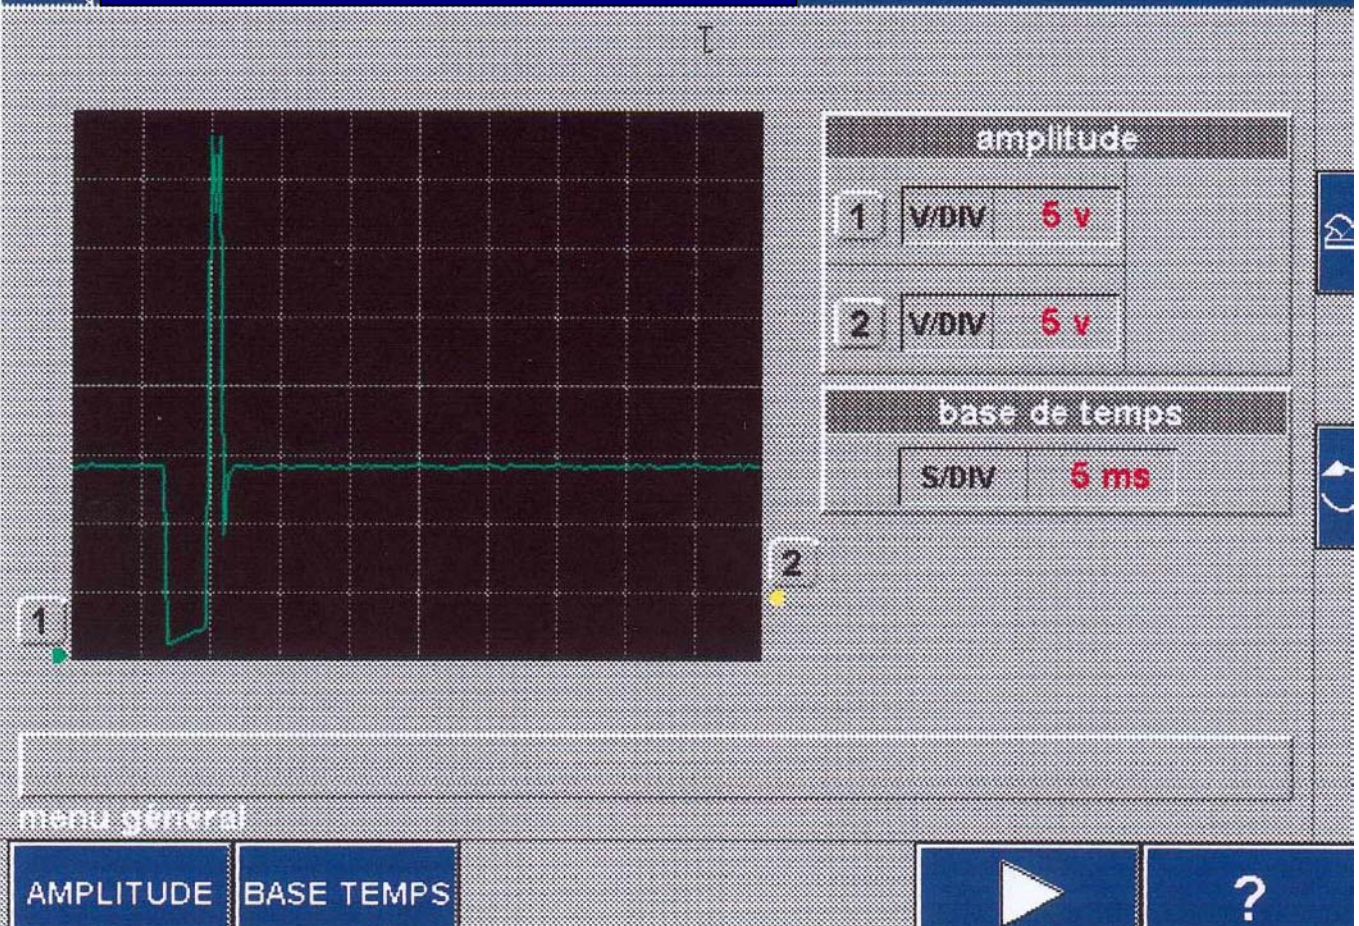 amplitude
1 V/DIV 5 v
2 V/DIV 5 v
base de temps
S/DIV 5 ms
2
1
menu général
AMPLITUDE BASE TEMPS ?